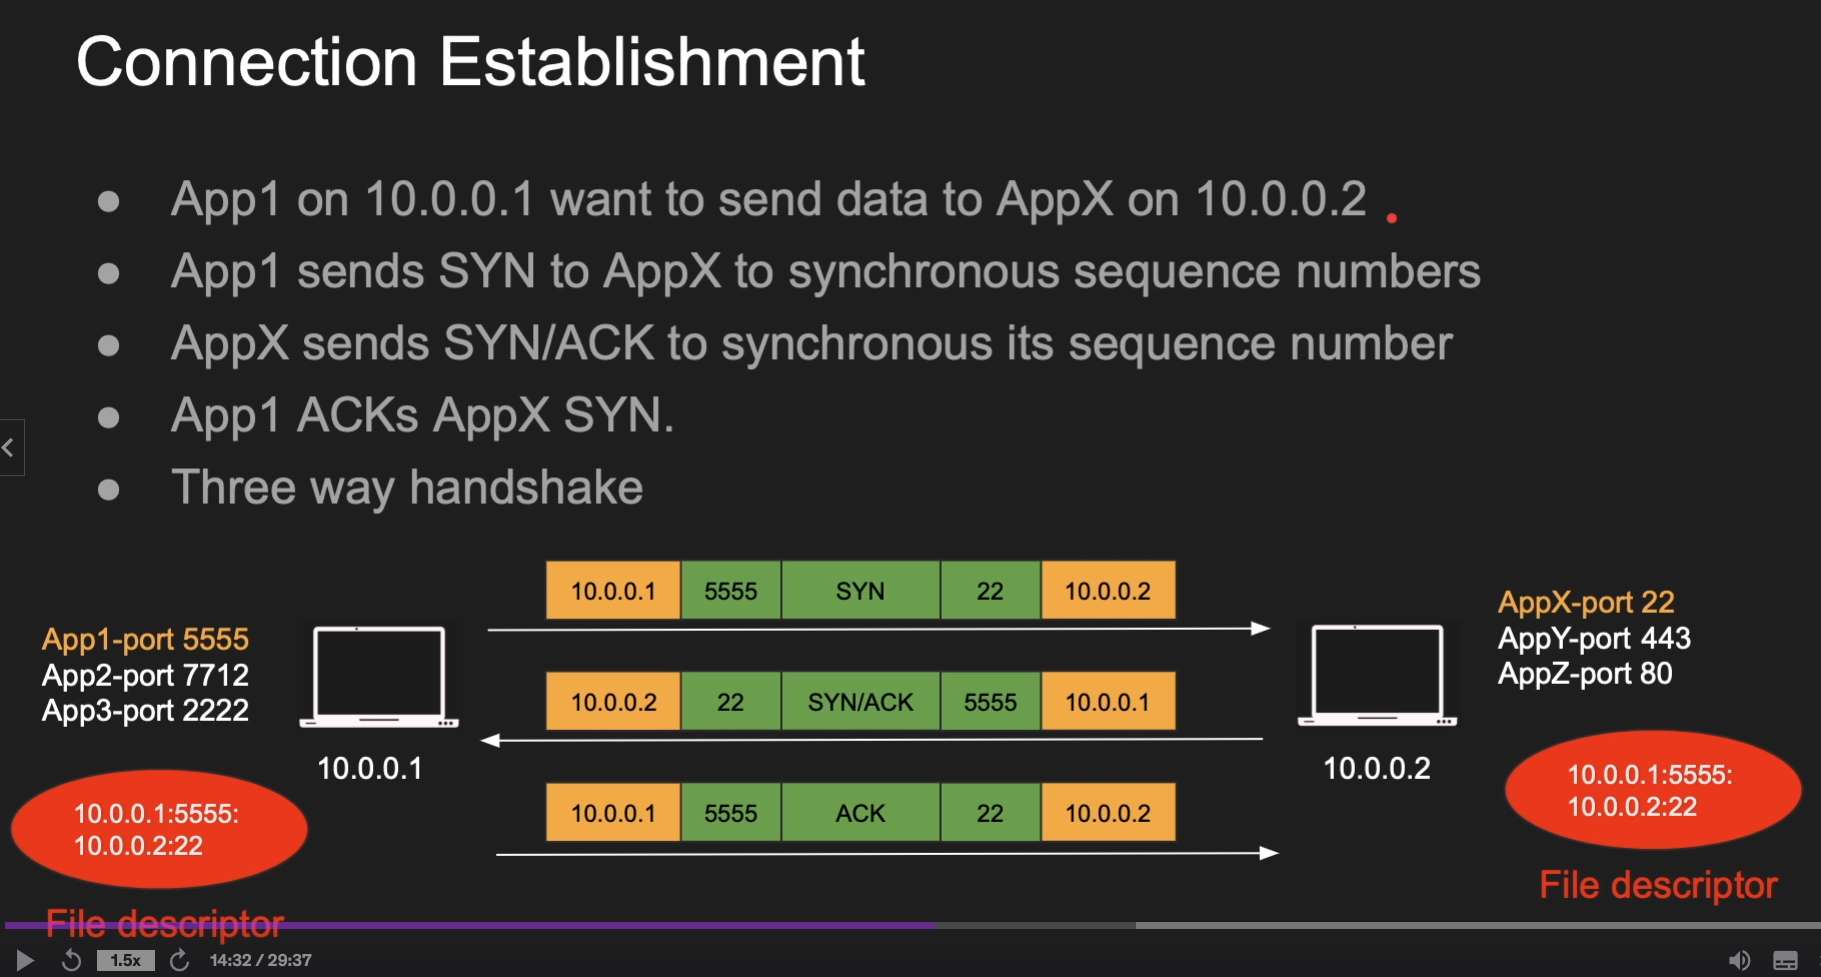 Connection Establishment
● App1 on 10.0.0.1 want to send data to AppX on 10.0.0.2
● App1 sends SYN to AppX to synchronous sequence numbers
● AppX sends SYN/ACK to synchronous its sequence number
● App1 ACKs AppX SYN.
● Three way handshake
10.0.0.1 5555 SYN 22 10.0.0.2
App1-port 5555
App2-port 7712
App3-port 2222
10.0.0.2 22 SYN/ACK 5555 10.0.0.1
AppX-port 22
AppY-port 443
AppZ-port 80
10.0.0.1
10.0.0.2
10.0.0.1 5555 ACK 22 10.0.0.2
10.0.0.1:5555:
10.0.0.2:22
File descriptor
10.0.0.1:5555:
10.0.0.2:22
File descriptor
1.5x 14:32 / 29:37